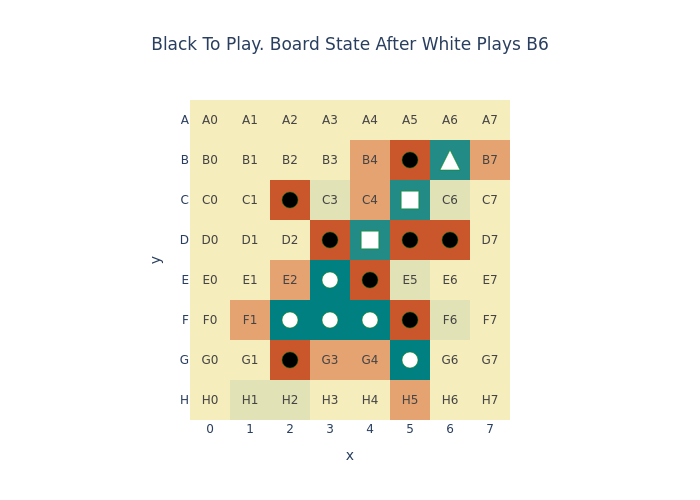 Black To Play. Board State After White Plays B6
A A0 A1 A2 A3 A4 A5 A6 A7
B B0 B1 B2 B3 B4 B7
C C0 C1 C3 C4 C6 C7
D D0 D1 D2 D7
y
E E0 E1 E2 E5 E6 E7
F F0 F1 F6 F7
G G0 G1 G3 G4 G6 G7
H H0 H1 H2 H3 H4 H5 H6 H7
0 1 2 3 4 5 6 7
x